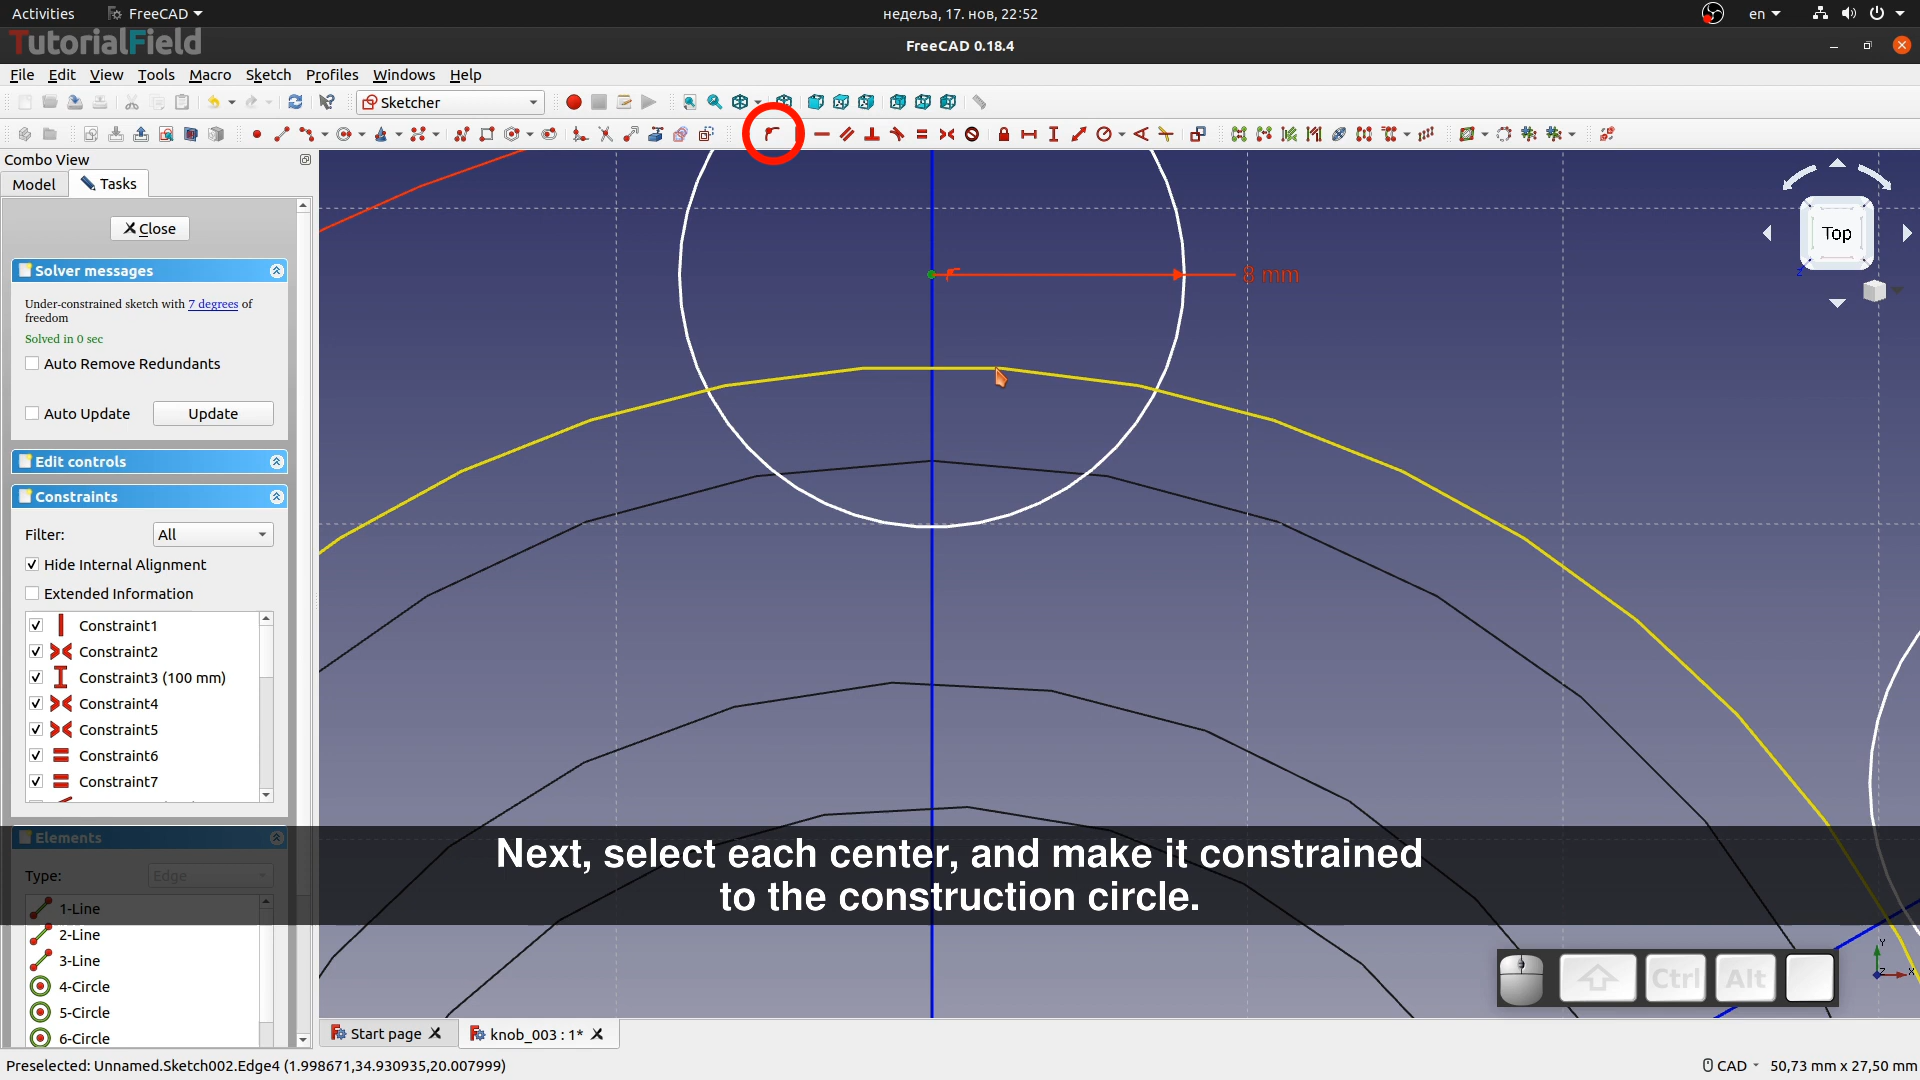 Activities
FreeCAD
недеља, 17. нов, 22:52
en
TutorialField
FreeCAD 0.18.4
File Edit View Tools Macro Sketch Profiles Windows Help
Sketcher
Combo View
Model
Tasks
Close
Solver messages
Under-constrained sketch with 7 degrees of
freedom
Solved in 0 sec
Auto Remove Redundants
Auto Update
Update
Edit controls
Constraints
Filter:
All
Hide Internal Alignment
Extended Information
Constraint1
Constraint2
Constraint3 (100 mm)
Constraint4
Constraint5
Constraint6
Constraint7
Elements
Type:
Edge
1-Line
2-Line
3-Line
4-Circle
5-Circle
6-Circle
8 mm
Top
Z
Next, select each center, and make it constrained
to the construction circle.
Ctrl
Alt
Y
Z
X
Start page
knob_003 : 1*
Preselected: Unnamed.Sketch002.Edge4 (1.998671,34.930935,20.007999)
CAD
50,73 mm x 27,50 mm